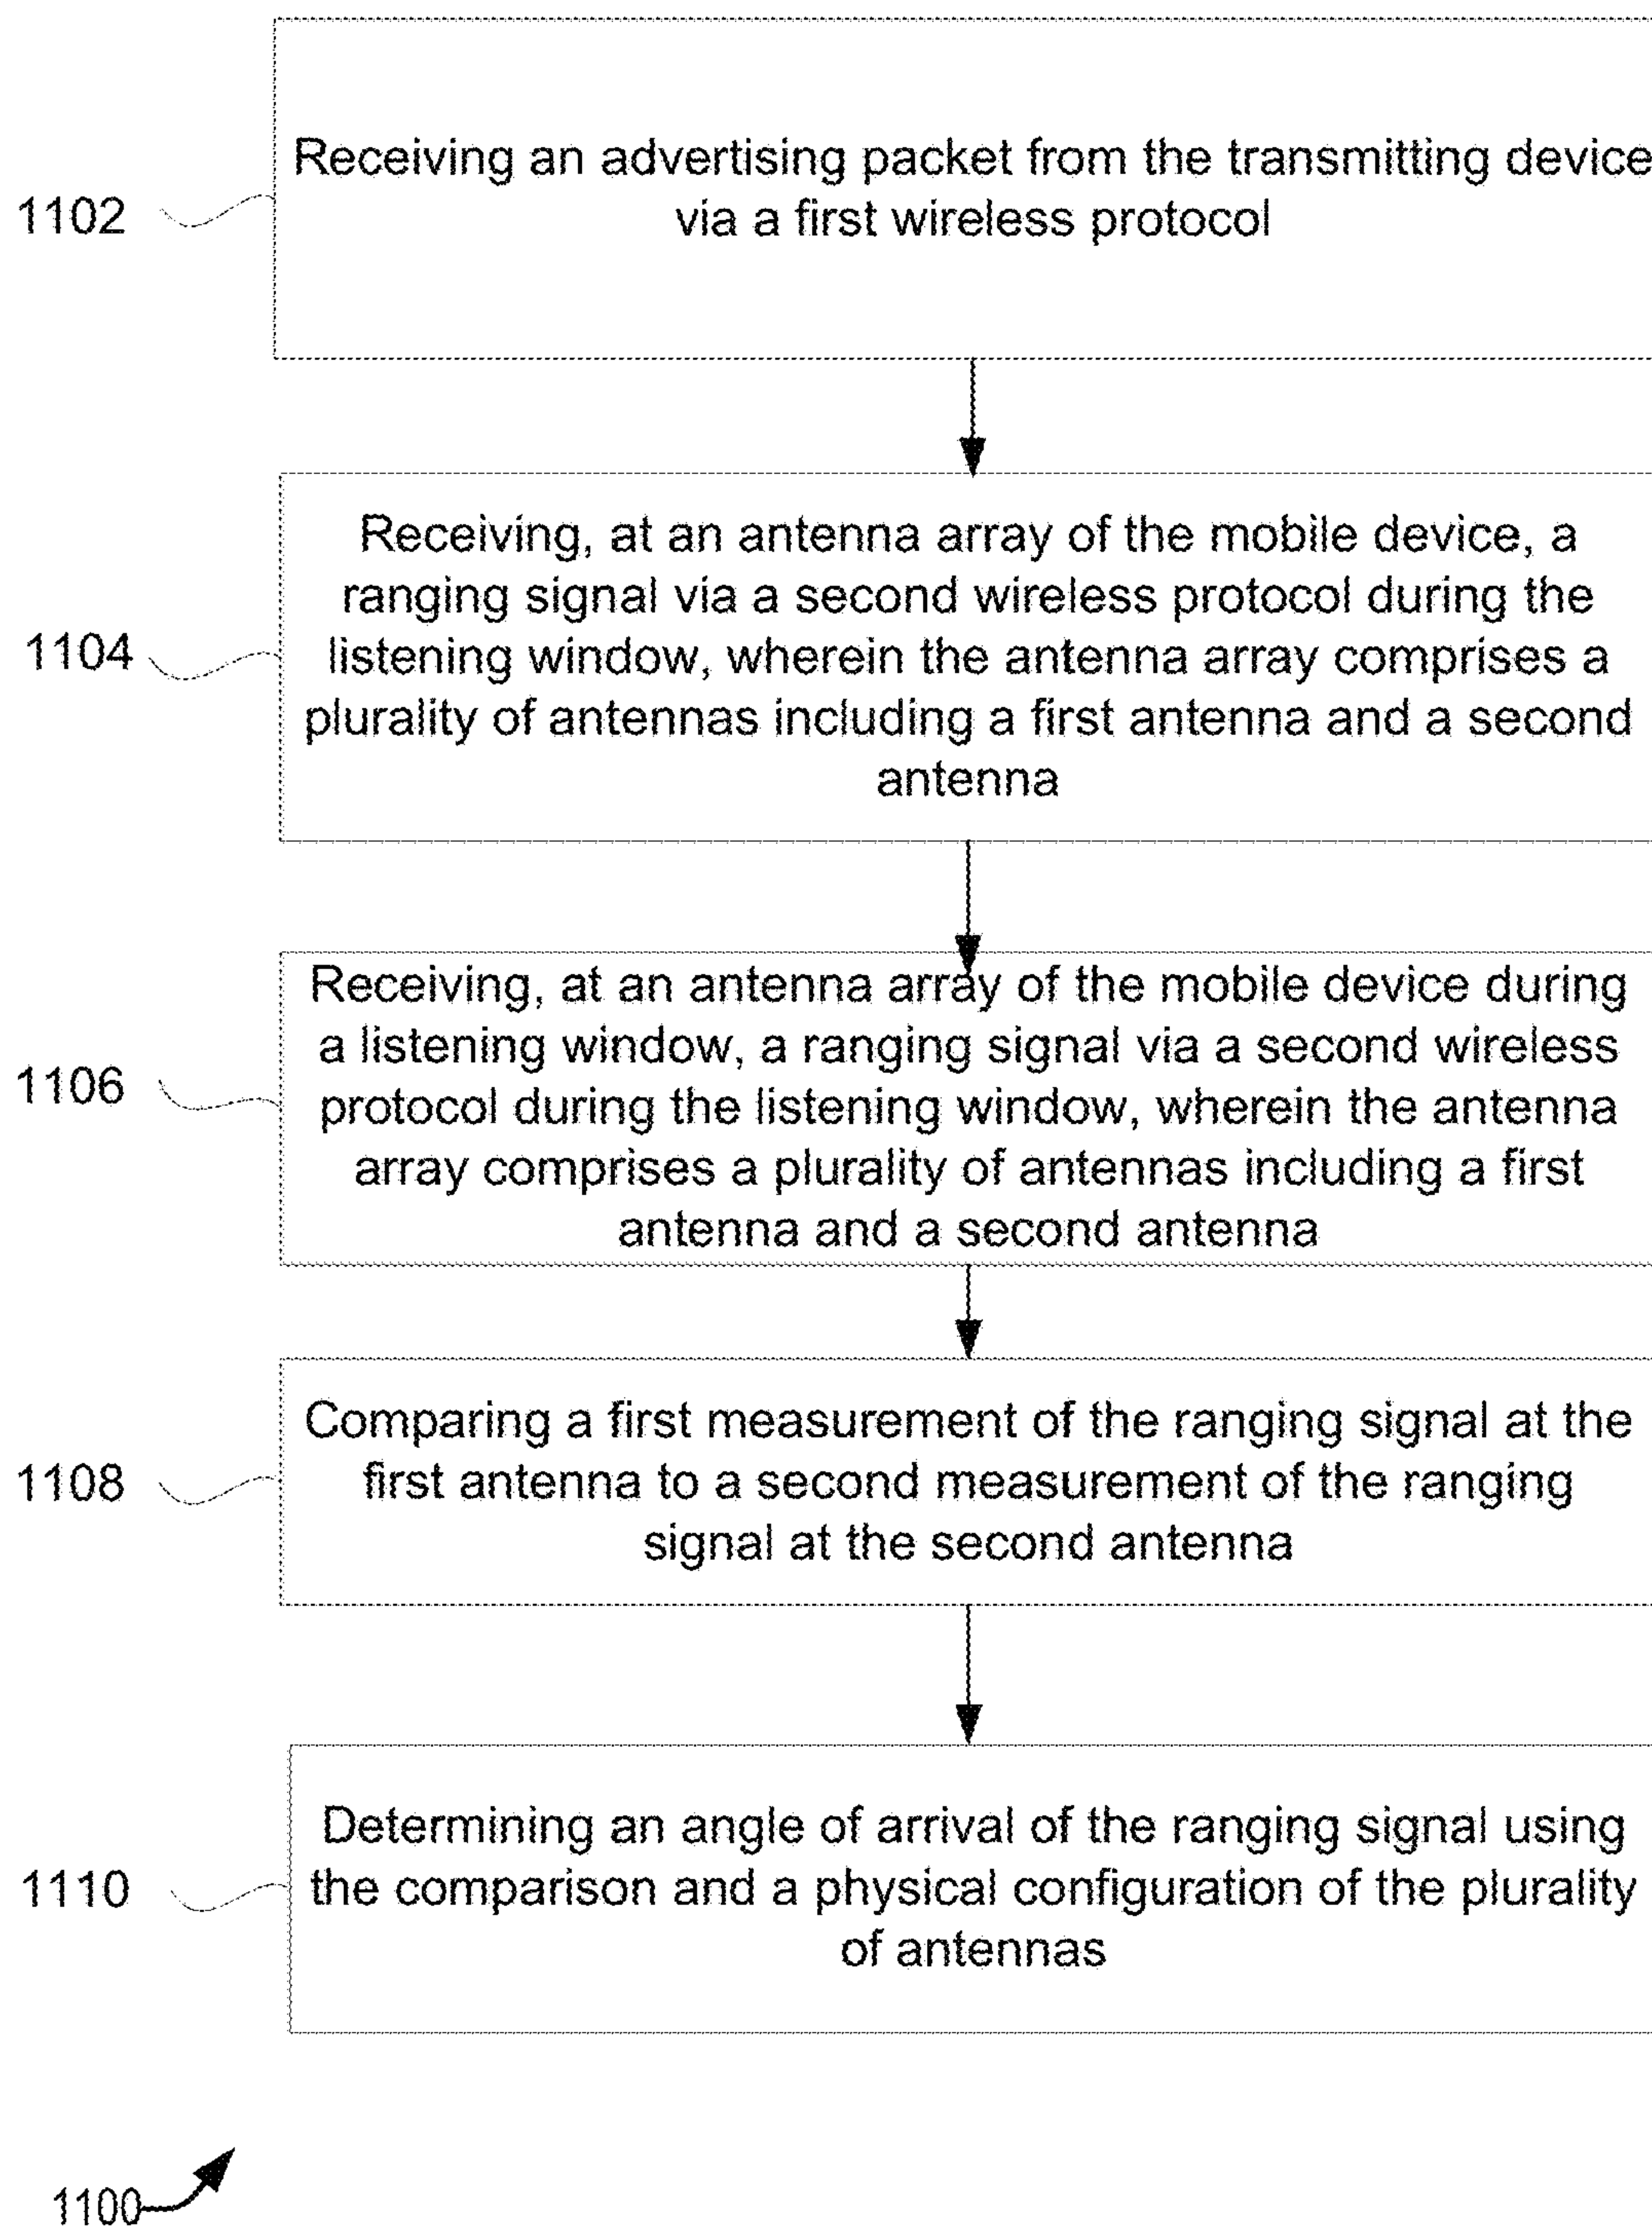 Receiving an advertising packet from the transmitting device
via a first wireless protocol
1102
Receiving, at an antenna array of the mobile device, a
ranging signal via a second wireless protocol during the
listening window, wherein the antenna array comprises a
plurality of antennas including a first antenna and a second
antenna
1104
Receiving, at an antenna array of the mobile device during
a listening window, a ranging signal via a second wireless
protocol during the listening window, wherein the antenna
array comprises a plurality of antennas including a first
antenna and a second antenna
1106
Comparing a first measurement of the ranging signal at the
first antenna to a second measurement of the ranging
signal at the second antenna
1108
Determining an angle of arrival of the ranging signal using
the comparison and a physical configuration of the plurality
of antennas
1110
1100